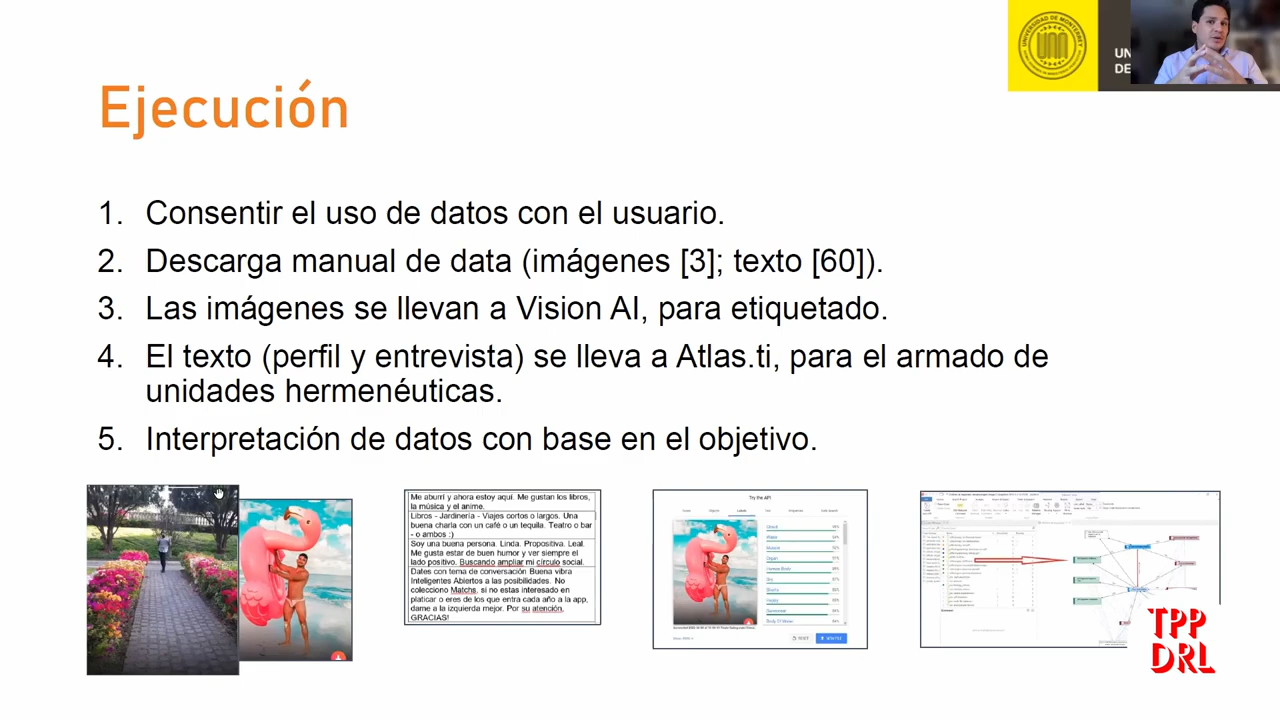 UNIVERSIDAD DE MONTERREY
UN
DE
Ejecución
1. Consentir el uso de datos con el usuario.
2. Descarga manual de data (imágenes [3]; texto [60]).
3. Las imágenes se llevan a Vision AI, para etiquetado.
4. El texto (perfil y entrevista) se lleva a Atlas.ti, para el armado de
unidades hermenéuticas.
5. Interpretación de datos con base en el objetivo.
Me aburrí y ahora estoy aquí. Me gustan los libros,
la música y el anime.
Libros - Jardinería - Viajes cortos o largos. Una
buena charla con un café o un tequila. Teatro o bar
- o ambos :)
Soy una buena persona. Linda. Propositiva. Leal.
Me gusta estar de buen humor y ver siempre el
lado positivo. Buscando ampliar mi círculo social.
Dates con tema de conversación Buena vibra
Inteligentes Abiertos a las posibilidades. No
colecciono Matchs, si no estas interesado en
platicar o eres de los que entra cada año a la app,
dame a la izquierda mejor. Por su atención,
GRACIAS!
Try the API
TPP
DRL